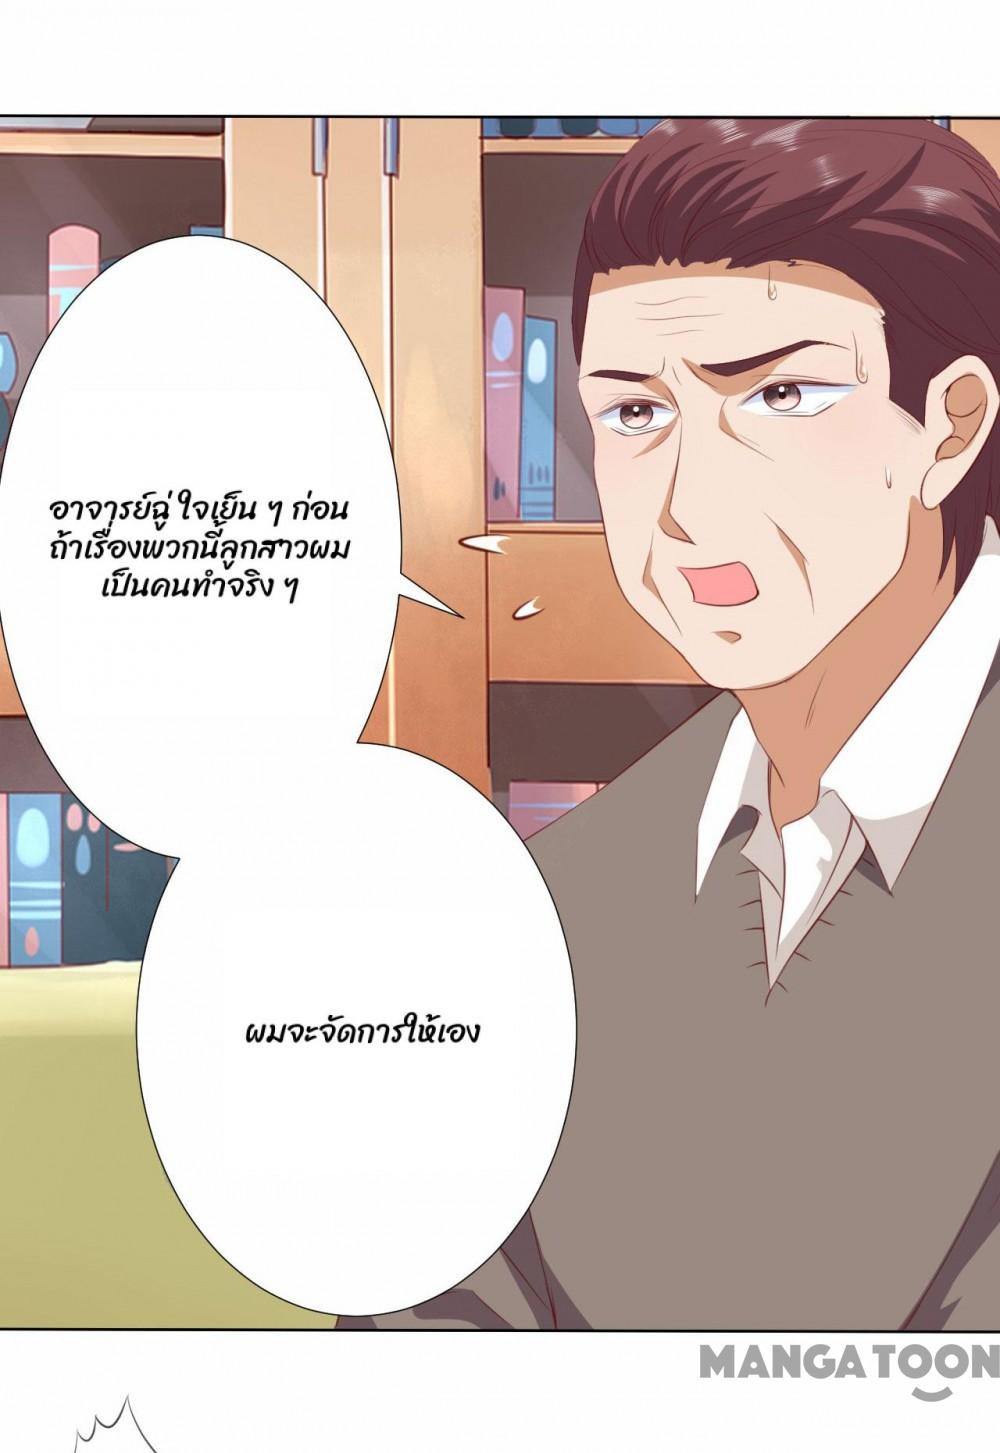 อาจารย์ฉู่ ใจเย็น ๆ ก่อน
ถ้าเรื่องพวกนี้ลูกสาวผม
เป็นคนทำจริง ๆ
ผมจะจัดการให้เอง
MANGATOON